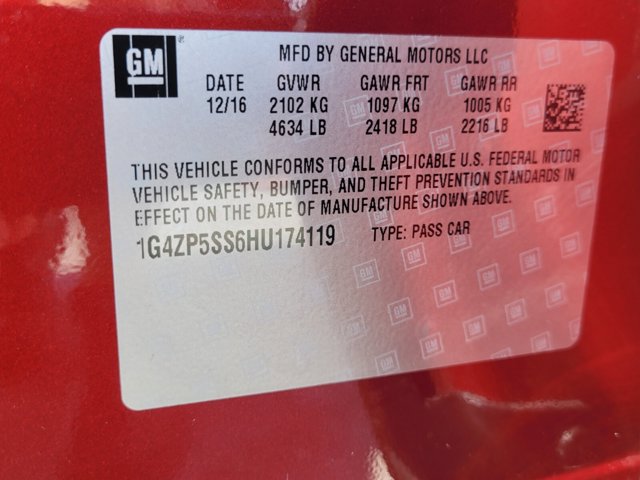 GM
MFD BY GENERAL MOTORS LLC
DATE GVWR GAWR FRT GAWR RR
12/16 2102 KG 1097 KG 1005 KG
4634 LB 2418 LB 2216 LB
THIS VEHICLE CONFORMS TO ALL APPLICABLE U.S. FEDERAL MOTOR
VEHICLE SAFETY, BUMPER, AND THEFT PREVENTION STANDARDS IN
EFFECT ON THE DATE OF MANUFACTURE SHOWN ABOVE.
1G4ZP5SS6HU174119 TYPE: PASS CAR